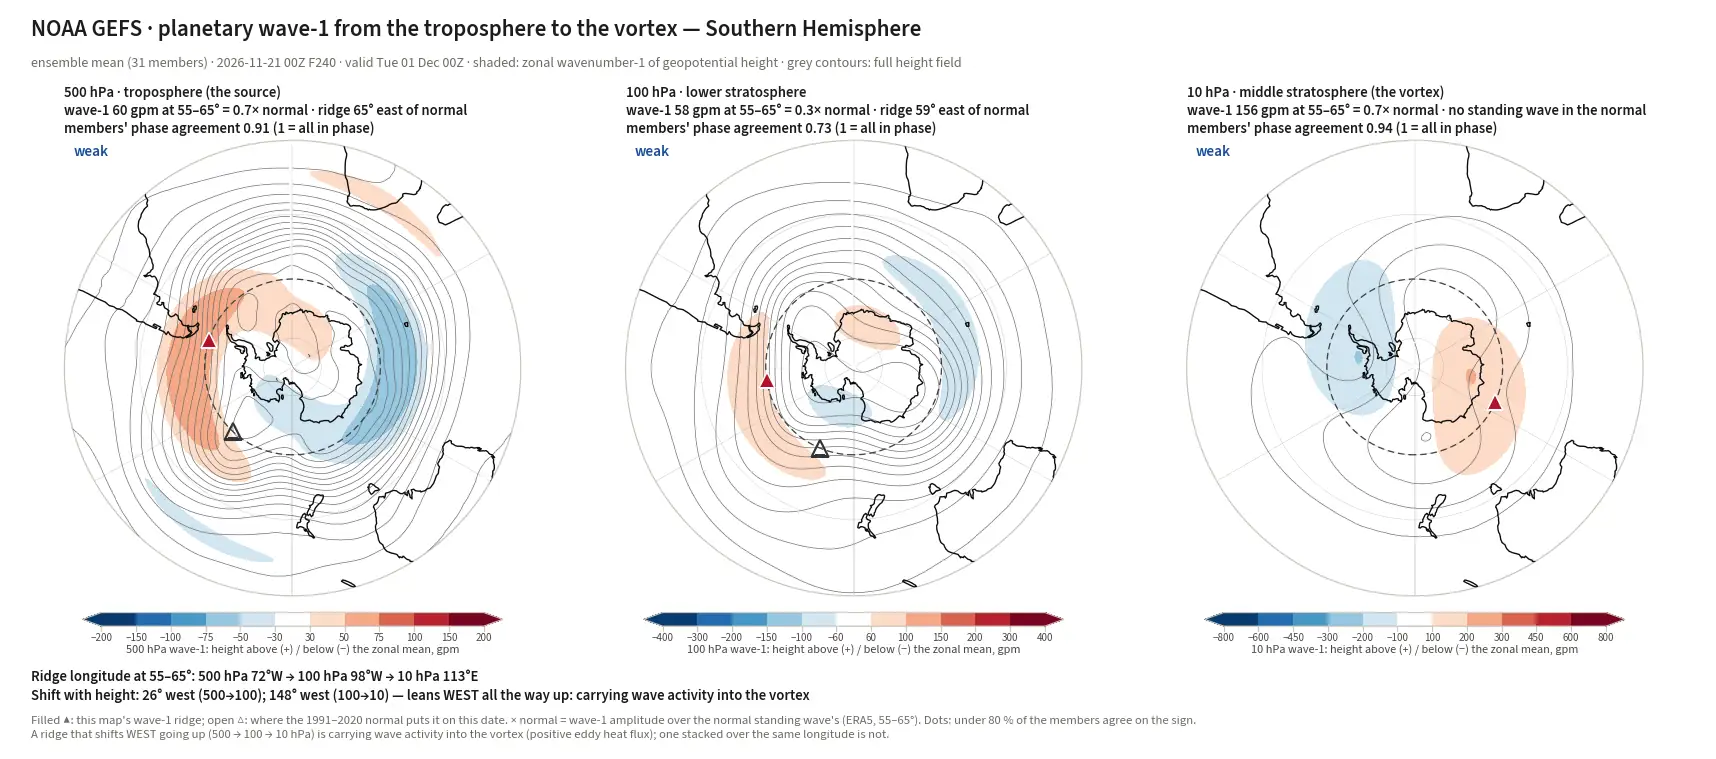 NOAA GEFS · planetary wave-1 from the troposphere to the vortex — Southern Hemisphere
ensemble mean (31 members) · 2026-11-21 00Z F240 · valid Tue 01 Dec 00Z · shaded: zonal wavenumber-1 of geopotential height · grey contours: full height field
500 hPa · troposphere (the source)
wave-1 60 gpm at 55–65° = 0.7× normal · ridge 65° east of normal
members' phase agreement 0.91 (1 = all in phase)
weak
100 hPa · lower stratosphere
wave-1 58 gpm at 55–65° = 0.3× normal · ridge 59° east of normal
members' phase agreement 0.73 (1 = all in phase)
weak
10 hPa · middle stratosphere (the vortex)
wave-1 156 gpm at 55–65° = 0.7× normal · no standing wave in the normal
members' phase agreement 0.94 (1 = all in phase)
weak
−200 −150 −100 −75 −50 −30 30 50 75 100 150 200
500 hPa wave-1: height above (+) / below (−) the zonal mean, gpm
−400 −300 −200 −150 −100 −60 60 100 150 200 300 400
100 hPa wave-1: height above (+) / below (−) the zonal mean, gpm
−800 −600 −450 −300 −200 −100 100 200 300 450 600 800
10 hPa wave-1: height above (+) / below (−) the zonal mean, gpm
Ridge longitude at 55–65°: 500 hPa 72°W → 100 hPa 98°W → 10 hPa 113°E
Shift with height: 26° west (500→100); 148° west (100→10) — leans WEST all the way up: carrying wave activity into the vortex
Filled ▲: this map's wave-1 ridge; open △: where the 1991–2020 normal puts it on this date. × normal = wave-1 amplitude over the normal standing wave's (ERA5, 55–65°). Dots: under 80 % of the members agree on the sign.
A ridge that shifts WEST going up (500 → 100 → 10 hPa) is carrying wave activity into the vortex (positive eddy heat flux); one stacked over the same longitude is not.